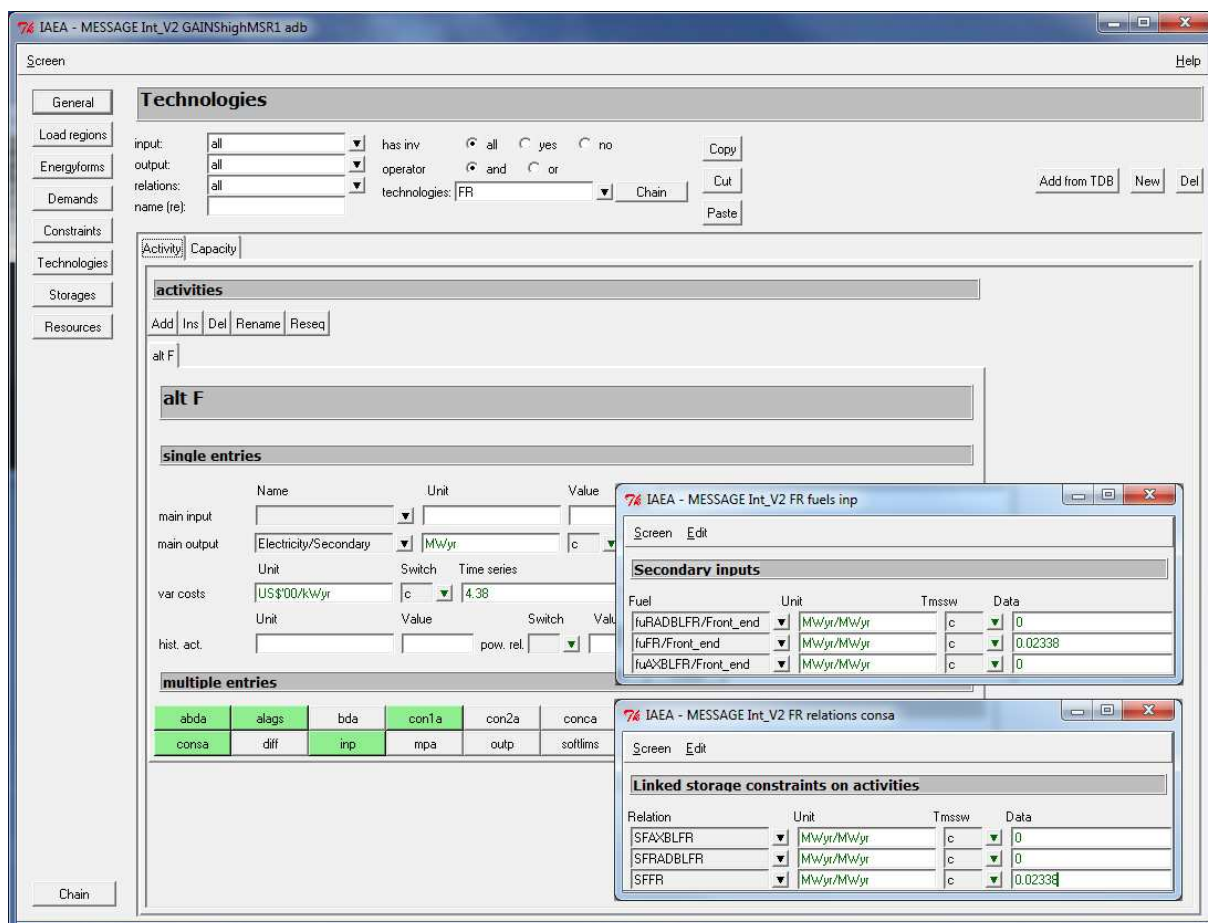 IAEA - MESSAGE Int_V2 GAINShighMSR1 adb
Screen Help
General
Load regions
Energyforms
Demands
Constraints
Technologies
Storages
Resources
Chain
Technologies
input: all has inv all yes no Copy
output: all operator and or Cut
relations: all technologies: FR Chain Add from TDB New Del
name (re): Paste
Activity Capacity
activities
Add Ins Del Rename Reseq
alt F
alt F
single entries
Name Unit Value
main input
main output Electricity/Secondary MWyr c
Unit Switch Time series
var costs US$'00/kWyr c 4.38
Unit Value Switch
hist. act. pow. rel.
multiple entries
abda alags bda con1a con2a conca
consa diff inp mpa outp softlims
IAEA - MESSAGE Int_V2 FR fuels inp
Screen Edit
Secondary inputs
Fuel Unit Tmssw Data
fuRADBLFR/Front_end MWyr/MWyr c 0
fuFR/Front_end MWyr/MWyr c 0.02338
fuAXBLFR/Front_end MWyr/MWyr c 0
IAEA - MESSAGE Int_V2 FR relations consa
Screen Edit
Linked storage constraints on activities
Relation Unit Tmssw Data
SFAXBLFR MWyr/MWyr c 0
SFRADBLFR MWyr/MWyr c 0
SFFR MWyr/MWyr c 0.02338